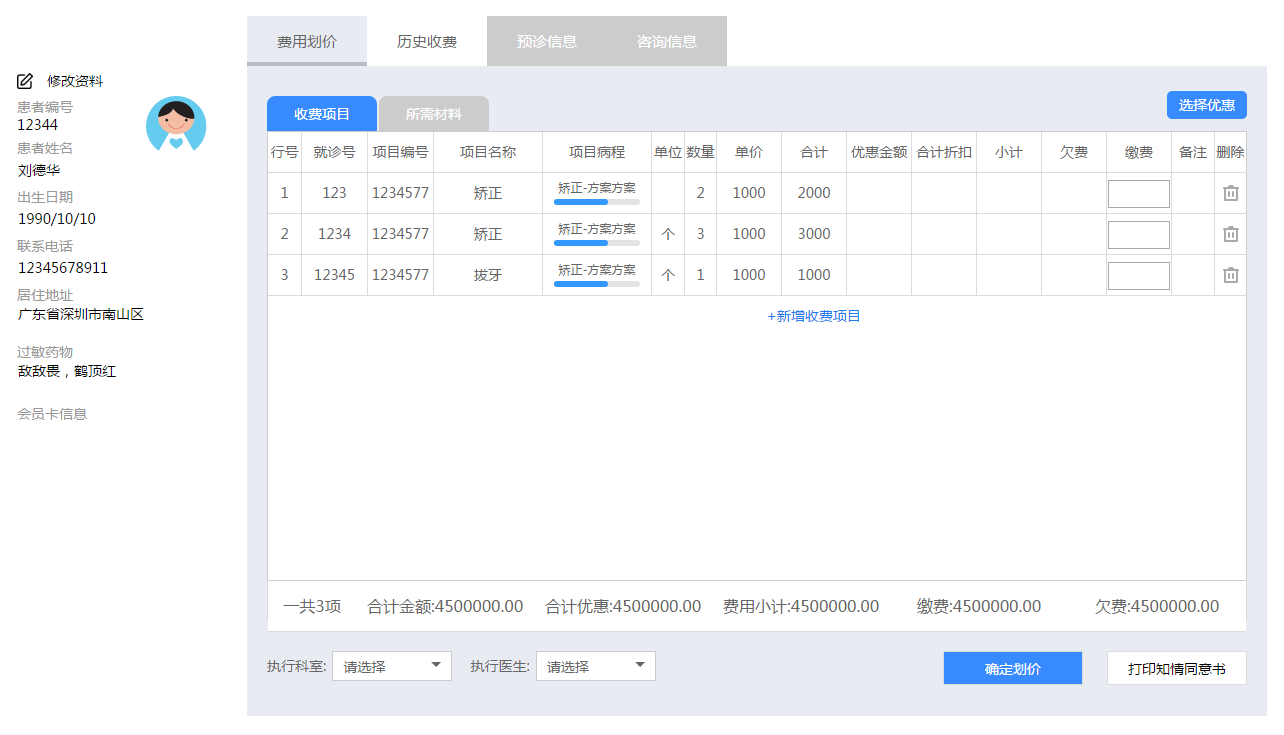 费用划价 历史收费 预诊信息 咨询信息
修改资料
患者编号
12344
患者姓名
刘德华
出生日期
1990/10/10
联系电话
12345678911
居住地址
广东省深圳市南山区
过敏药物
敌敌畏，鹤顶红
会员卡信息
收费项目 所需材料 选择优惠
行号 就诊号 项目编号 项目名称 项目病程 单位 数量 单价 合计 优惠金额 合计折扣 小计 欠费 缴费 备注 删除
1 123 1234577 矫正 矫正-方案方案 2 1000 2000
2 1234 1234577 矫正 矫正-方案方案 个 3 1000 3000
3 12345 1234577 拔牙 矫正-方案方案 个 1 1000 1000
+新增收费项目
一共3项 合计金额:4500000.00 合计优惠:4500000.00 费用小计:4500000.00 缴费:4500000.00 欠费:4500000.00
执行科室: 请选择 执行医生: 请选择 确定划价 打印知情同意书